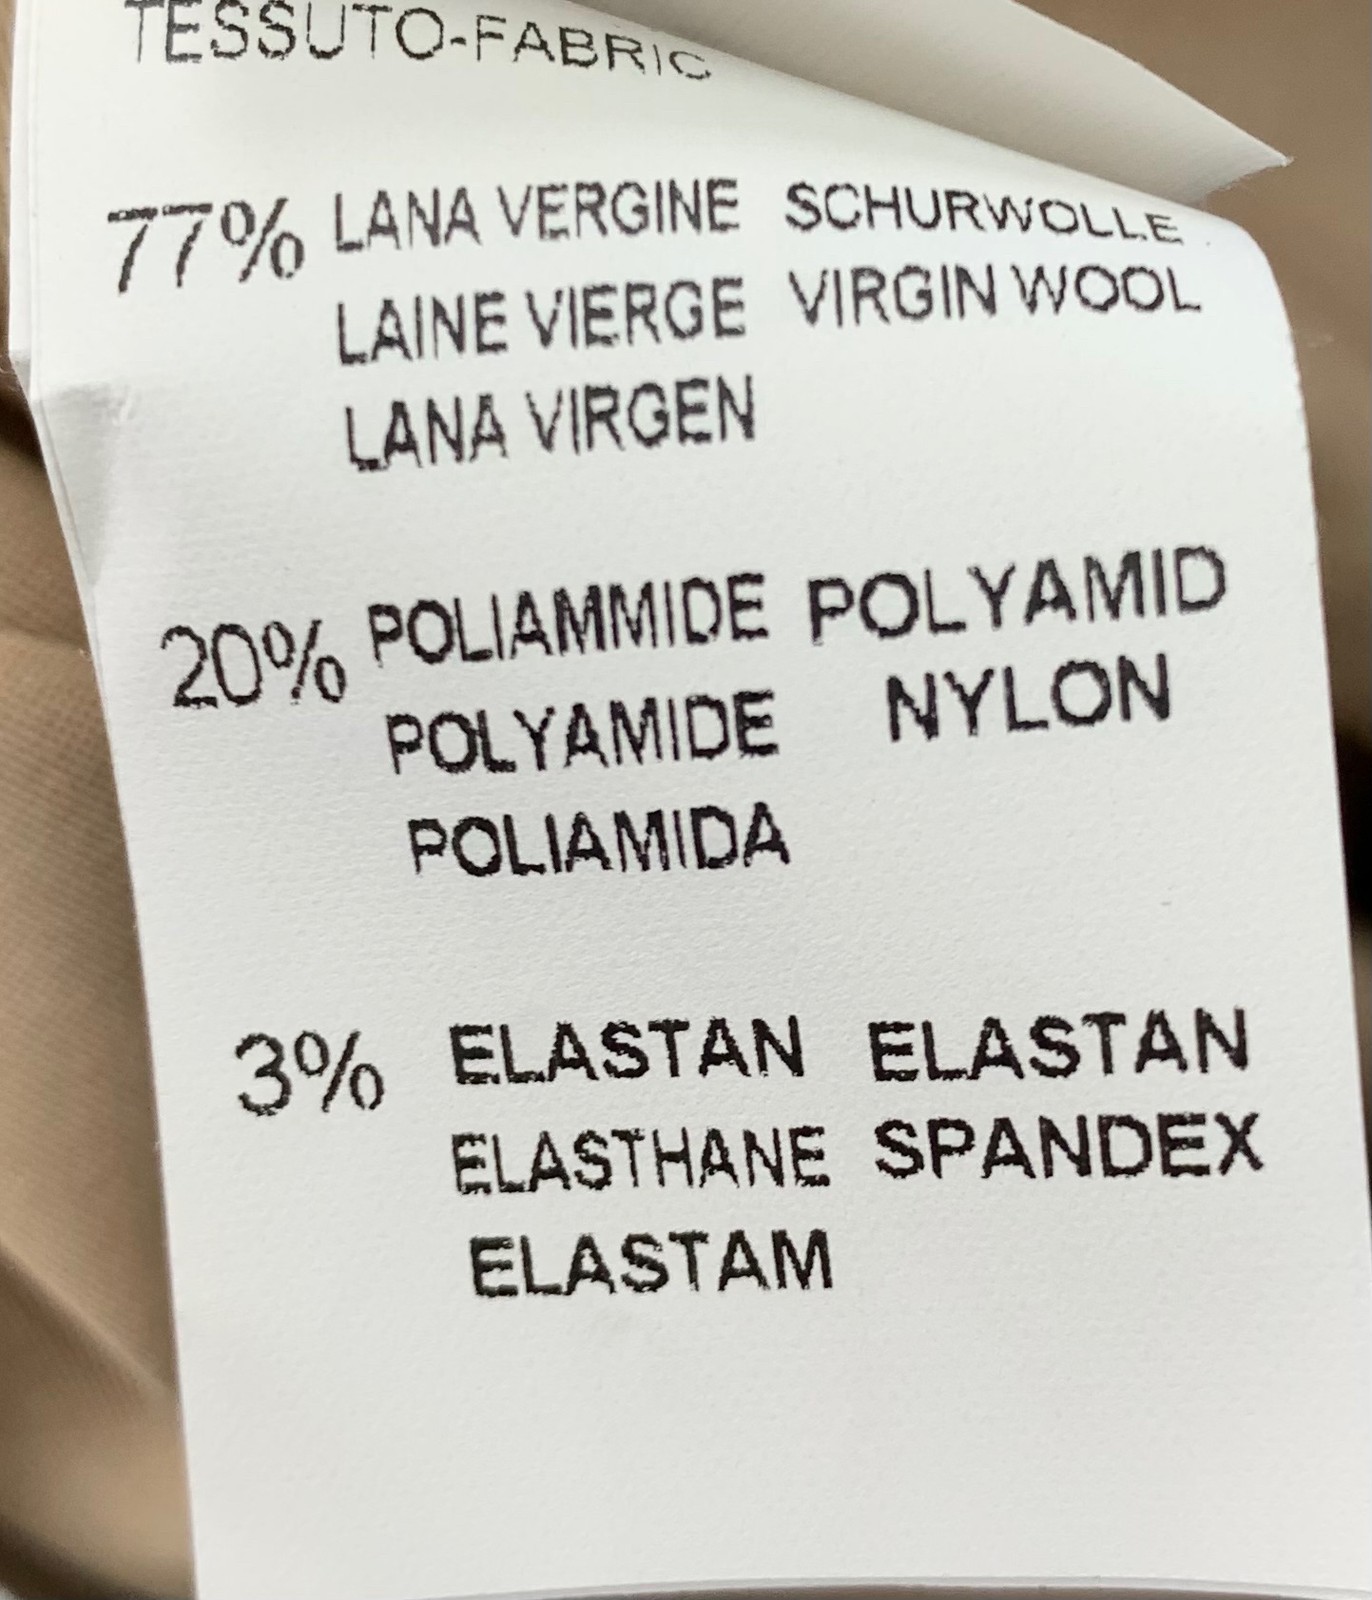 TESSUTO-FABRIC
77% LANA VERGINE SCHURWOLLE
LAINE VIERGE VIRGIN WOOL
LANA VIRGEN
20% POLIAMMIDE POLYAMID
POLYAMIDE NYLON
POLIAMIDA
3% ELASTAN ELASTAN
ELASTHANE SPANDEX
ELASTAM